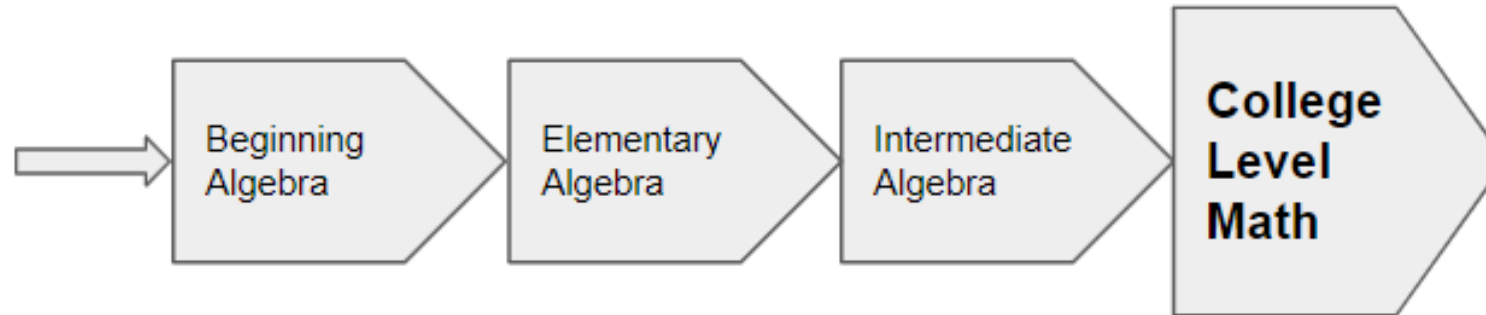 Beginning
Algebra
Elementary
Algebra
Intermediate
Algebra
College
Level
Math